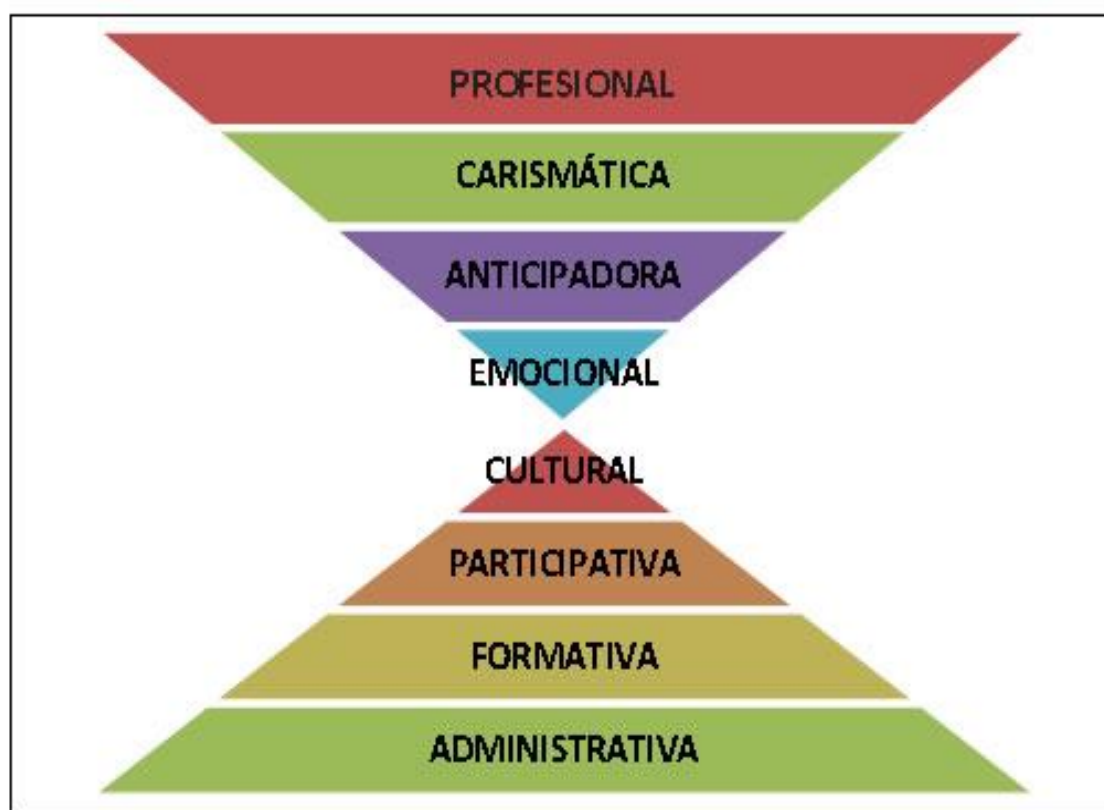 PROFESIONAL
CARISMÁTICA
ANTICIPADORA
EMOCIONAL
CULTURAL
PARTICIPATIVA
FORMATIVA
ADMINISTRATIVA